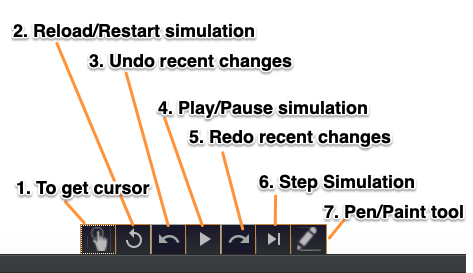 2. Reload/Restart simulation
3. Undo recent changes
4. Play/Pause simulation
5. Redo recent changes
1. To get cursor
6. Step Simulation
7. Pen/Paint tool